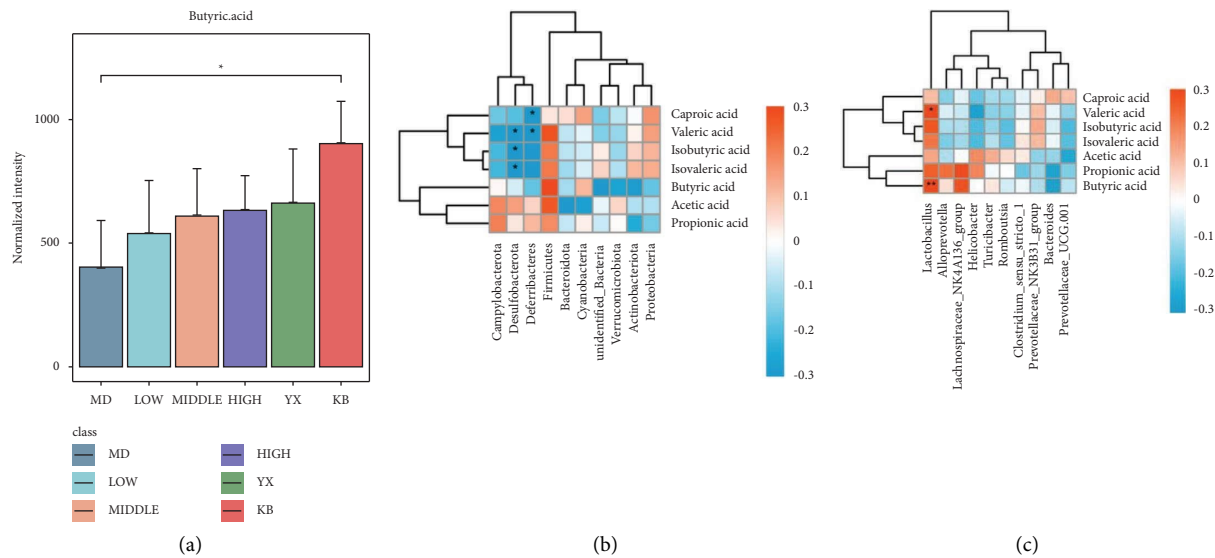 Butyric.acid
*
Normalized intensity
1000
500
0
MD LOW MIDDLE HIGH YX KB
class
MD
LOW
MIDDLE
HIGH
YX
KB
(a)
* Caproic acid
* * Valeric acid
* Isobutyric acid
* Isovaleric acid
Butyric acid
Acetic acid
Propionic acid
Campylobacterota
Desulfobacterota
Deferribacteres
Firmicutes
Bacteroidota
Cyanobacteria
unidentified_Bacteria
Verrucomicrobiota
Actinobacteriota
Proteobacteria
0.3
0.2
0.1
0
-0.1
-0.2
-0.3
(b)
Caproic acid
* Valeric acid
Isobutyric acid
Isovaleric acid
Acetic acid
Propionic acid
** Butyric acid
Lactobacillus
Alloprevotella
Lachnospiraceae_NK4A136_group
Helicobacter
Turicibacter
Romboutsia
Clostridium_sensu_stricto_1
Prevotellaceae_NK3B31_group
Bacteroides
Prevotellaceae_UCG.001
0.3
0.2
0.1
0
-0.1
-0.2
-0.3
(c)